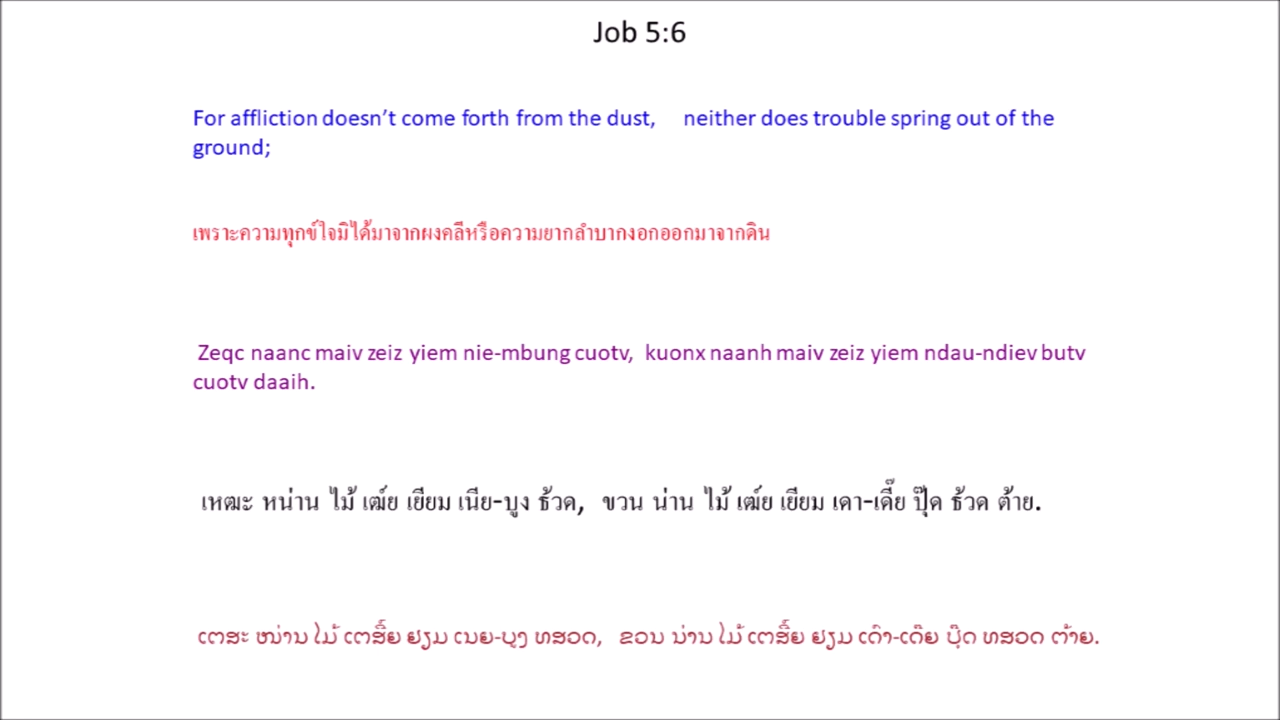 Job 5:6
For affliction doesn’t come forth from the dust, neither does trouble spring out of the
ground;
เพราะความทุกข์ใจมิได้มาจากผงคลีหรือความยากลำบากงอกออกมาจากดิน
Zeqc naanc maiv zeiz yiem nie-mbung cuotv, kuonx naanh maiv zeiz yiem ndau-ndiev butv
cuotv daaih.
เหฒะ หน่าน ไม้ เฒ์ย เยียม เนีย-บูง ธ้วด, ขวน น่าน ไม้ เฒ์ย เยียม เดา-เดี๊ย ปุ๊ด ธ้วด ต้าย.
ເຕສະ ໜ່ານ ໄມ້ ເຕສີ້ຍ ຢຽມ ເນຍ-ບູງ ທສວດ, ຂວນ ນ່ານ ໄມ້ ເຕສີ້ຍ ຢຽມ ເດົາ-ເດ໊ຍ ປຸ໊ດ ທສວດ ຕ້າຍ.